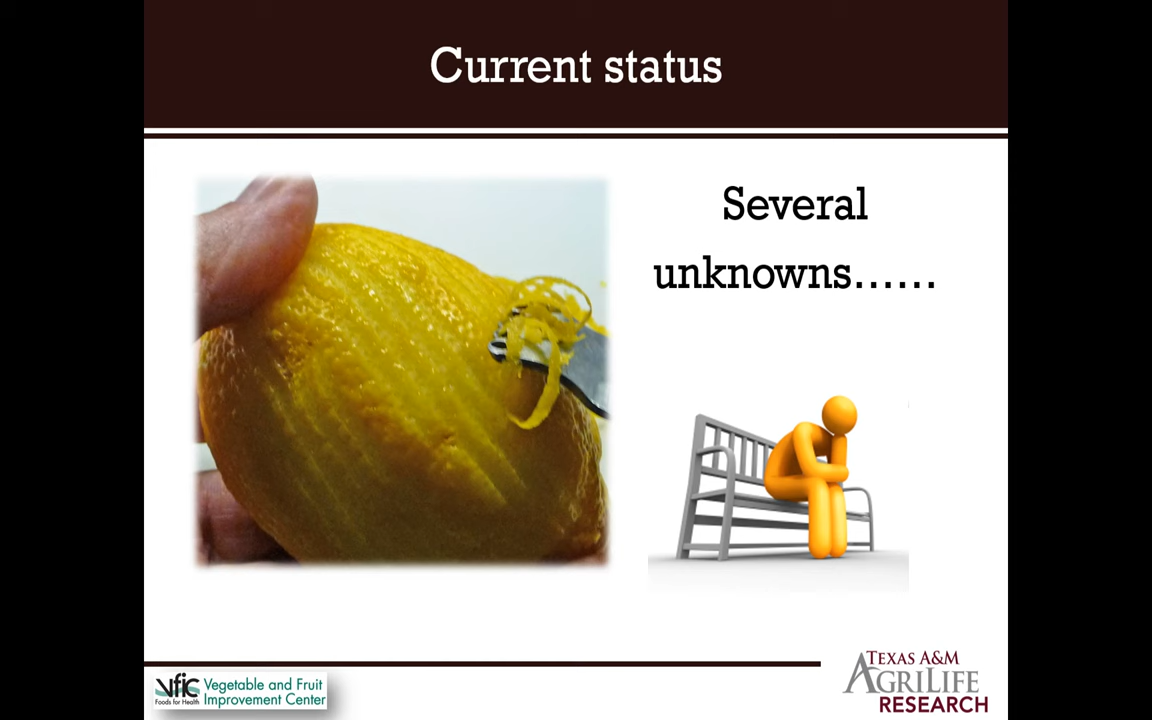 Current status
Several
unknowns......
vfic
Foods for Health
Vegetable and Fruit
Improvement Center
TEXAS A&M
AGRILIFE
RESEARCH